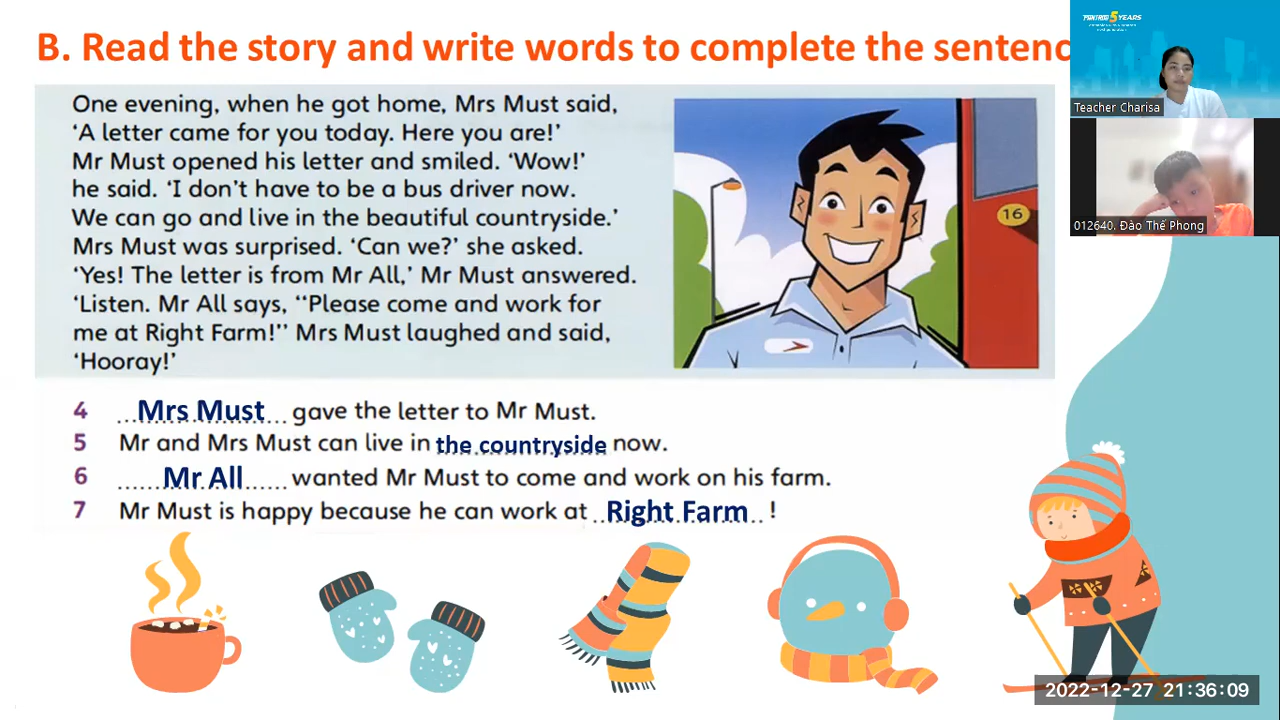 B. Read the story and write words to complete the sentenc
One evening, when he got home, Mrs Must said,
‘A letter came for you today. Here you are!’
Mr Must opened his letter and smiled. ‘Wow!’
he said. ‘I don’t have to be a bus driver now.
We can go and live in the beautiful countryside.’
Mrs Must was surprised. ‘Can we?’ she asked.
‘Yes! The letter is from Mr All,’ Mr Must answered.
‘Listen. Mr All says, “Please come and work for
me at Right Farm!” Mrs Must laughed and said,
‘Hooray!’
16
4 Mrs Must gave the letter to Mr Must.
5 Mr and Mrs Must can live in the countryside now.
6 Mr All wanted Mr Must to come and work on his farm.
7 Mr Must is happy because he can work at Right Farm !
5 YEARS
Teacher Charisa
012640. Đào Thế Phong
2022-12-27 21:36:09